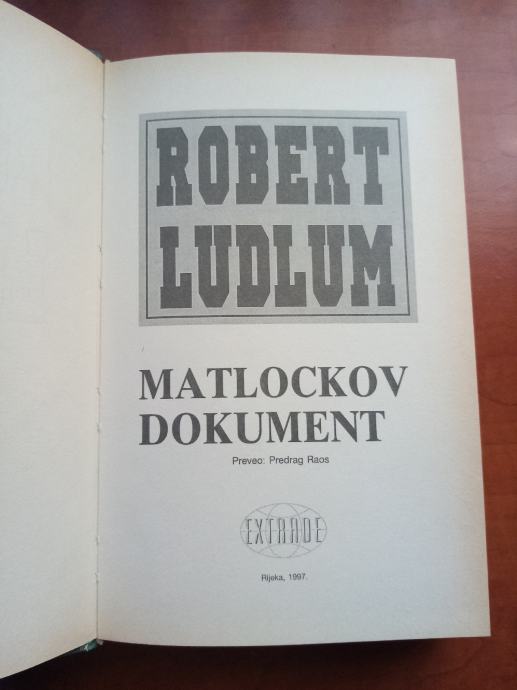 ROBERT
LUDLUM
MATLOCKOV
DOKUMENT
Preveo: Predrag Raos
EXTRADE
Rijeka, 1997.